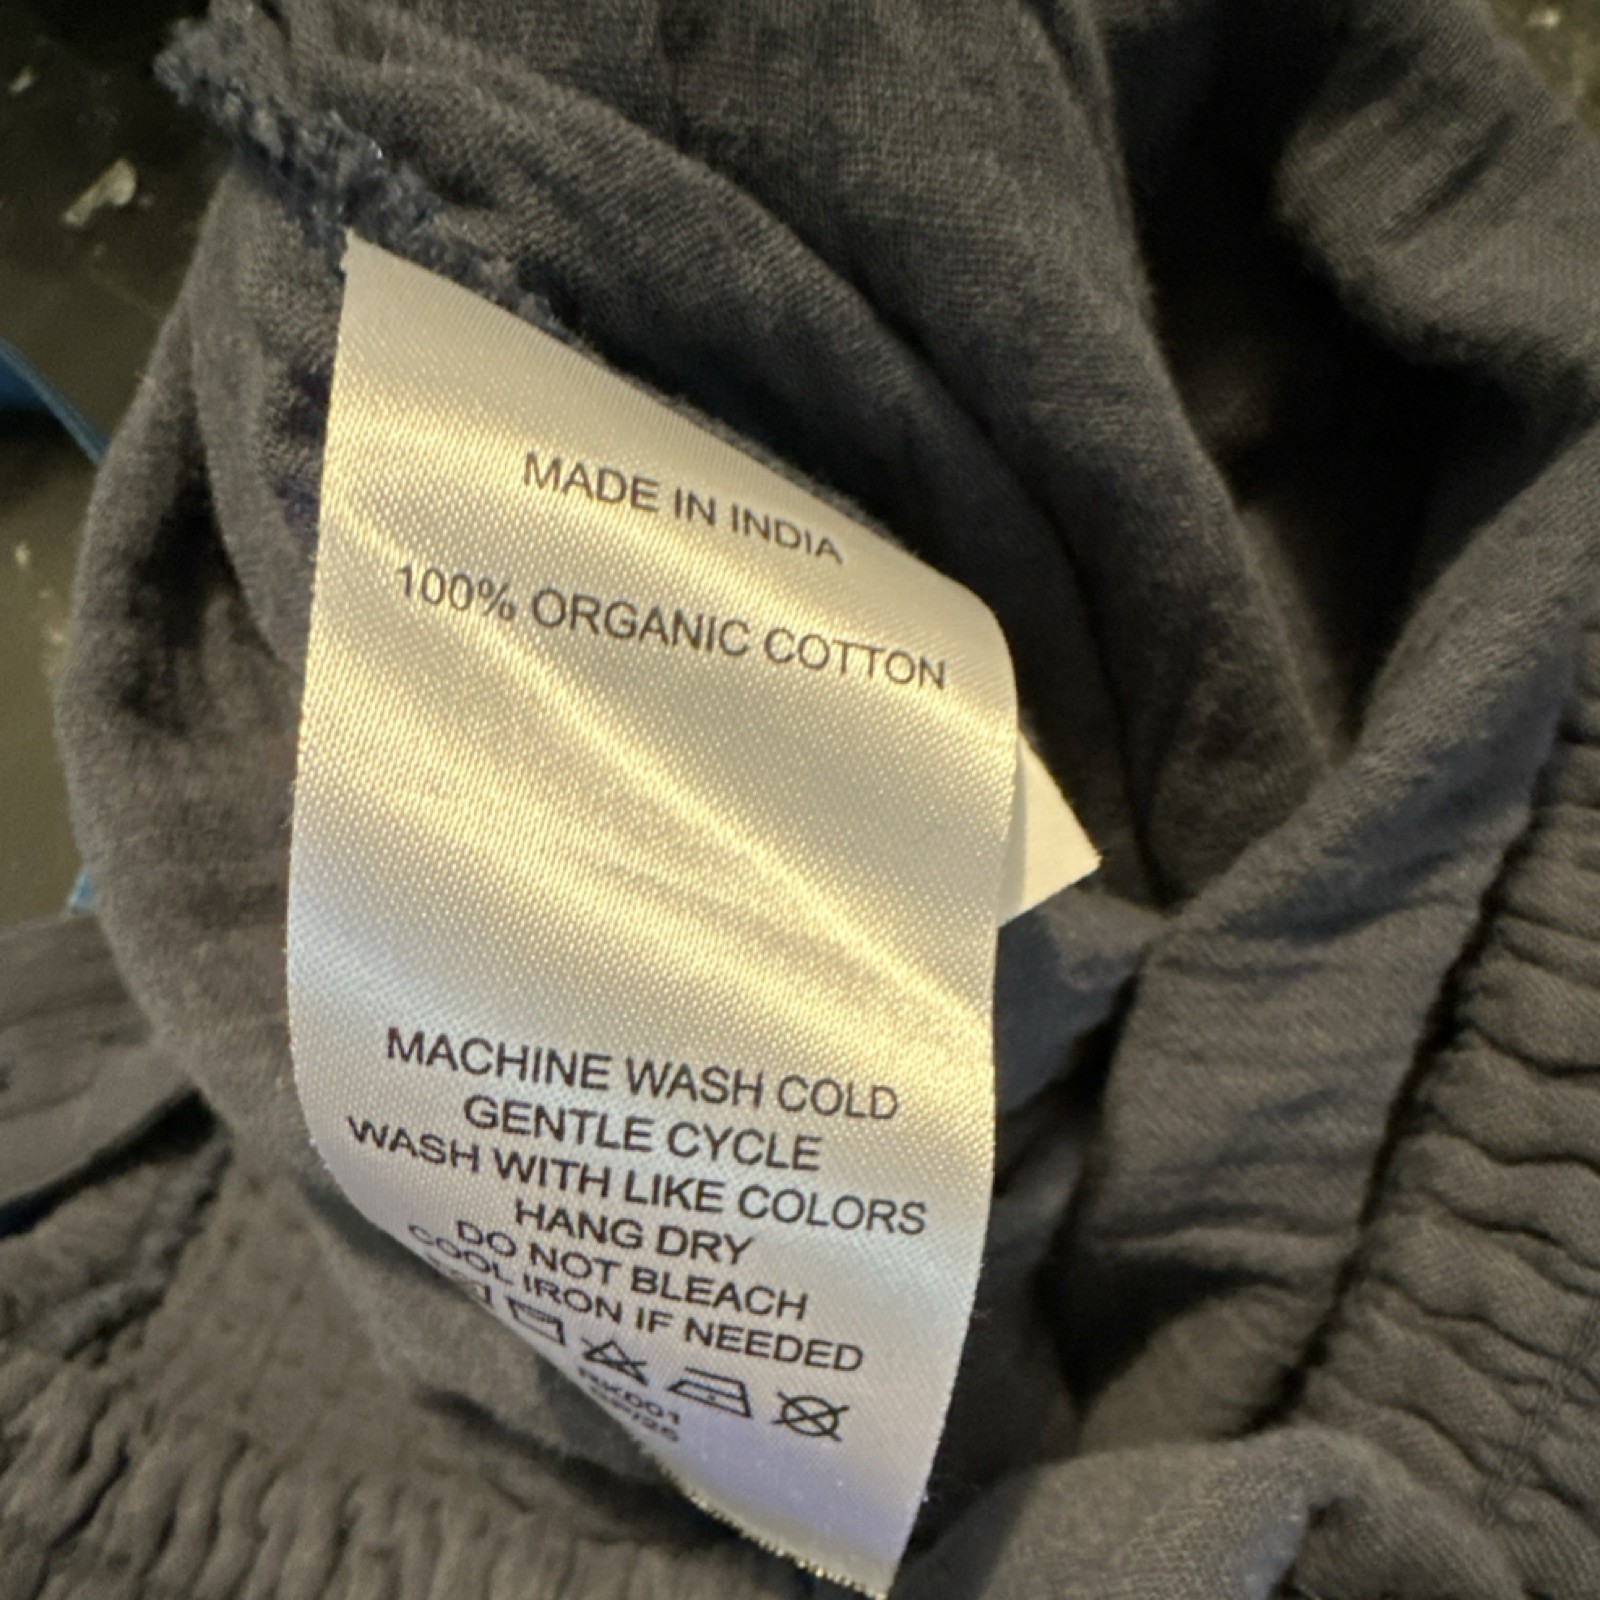 MADE IN INDIA
100% ORGANIC COTTON
MACHINE WASH COLD
GENTLE CYCLE
WASH WITH LIKE COLORS
HANG DRY
DO NOT BLEACH
COOL IRON IF NEEDED
RK001